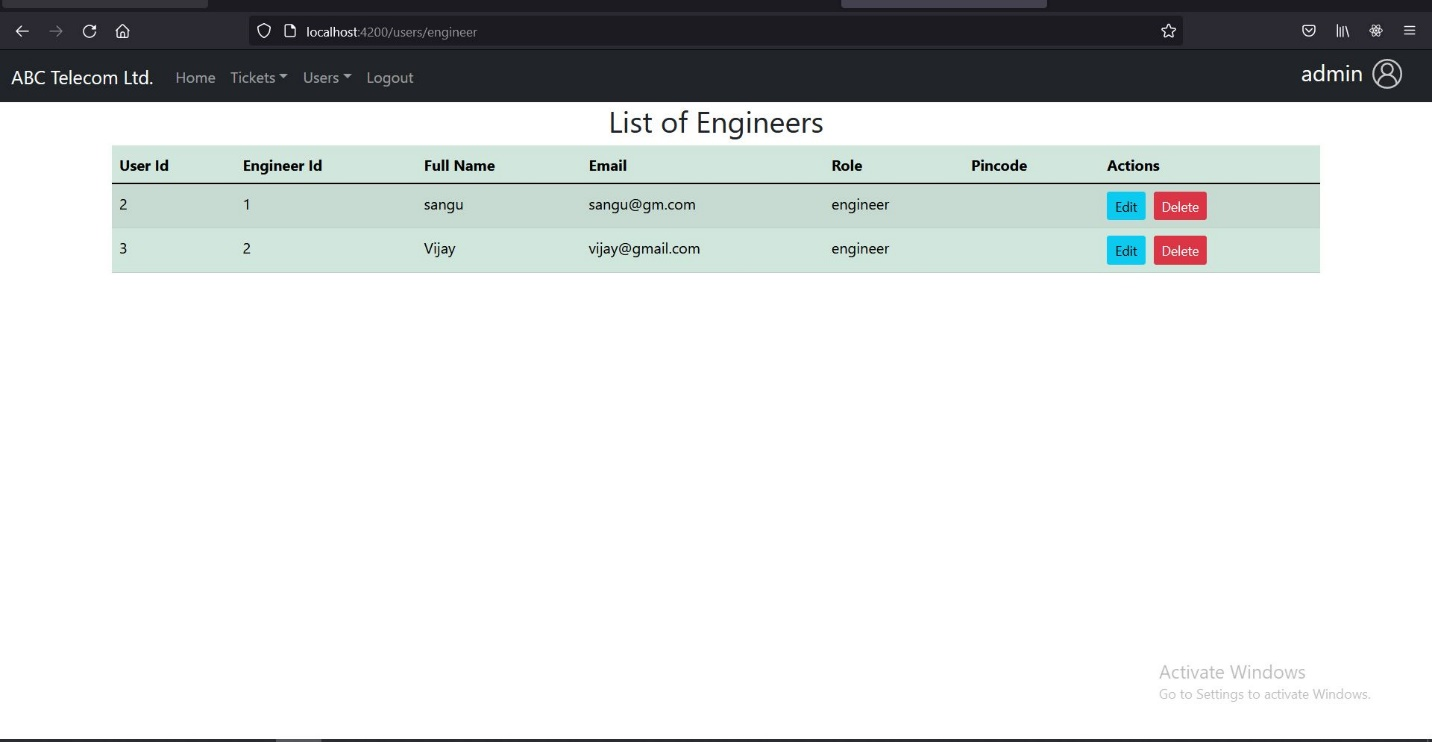 localhost:4200/users/engineer
ABC Telecom Ltd. Home Tickets Users Logout admin
List of Engineers
User Id Engineer Id Full Name Email Role Pincode Actions
2 1 sangu sangu@gm.com engineer Edit Delete
3 2 Vijay vijay@gmail.com engineer Edit Delete
Activate Windows
Go to Settings to activate Windows.